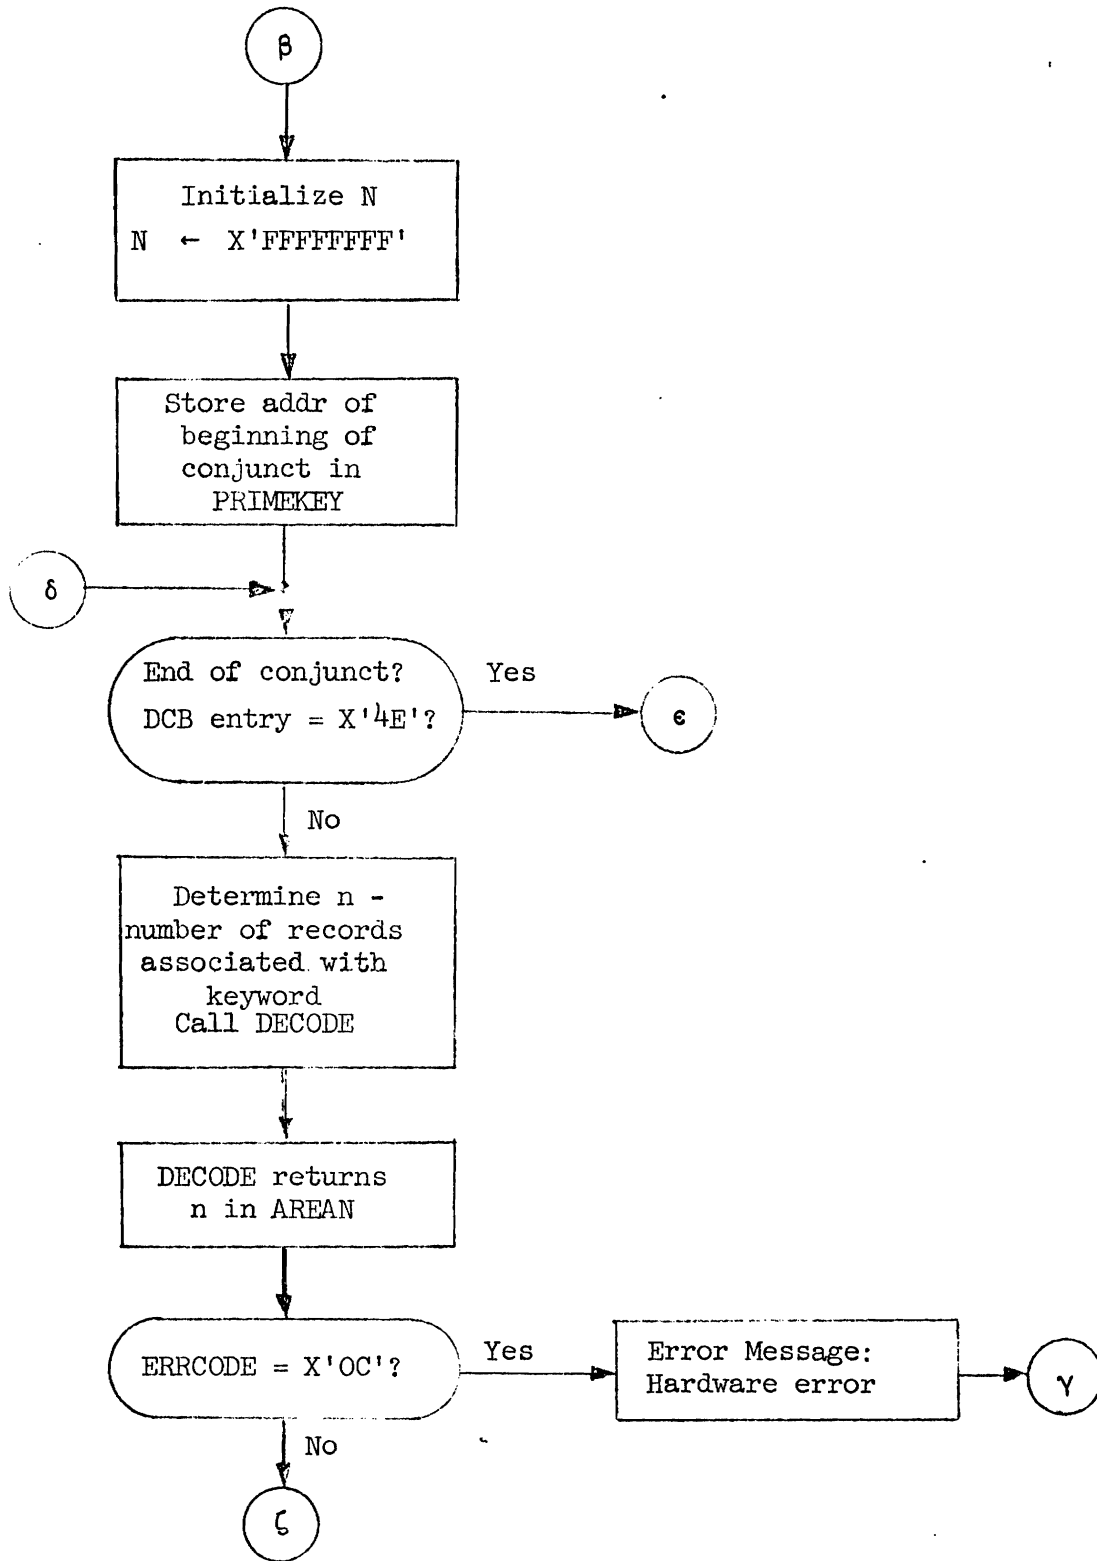 β
Initialize N
N ← X'FFFFFFFF'
Store addr of
beginning of
conjunct in
PRIMEKEY
δ
End of conjunct?
DCB entry = X'4E'?
Yes
ϵ
No
Determine n -
number of records
associated with
keyword
Call DECODE
DECODE returns
n in AREAN
ERRCODE = X'OC'?
Yes
Error Message:
Hardware error
γ
No
ζ